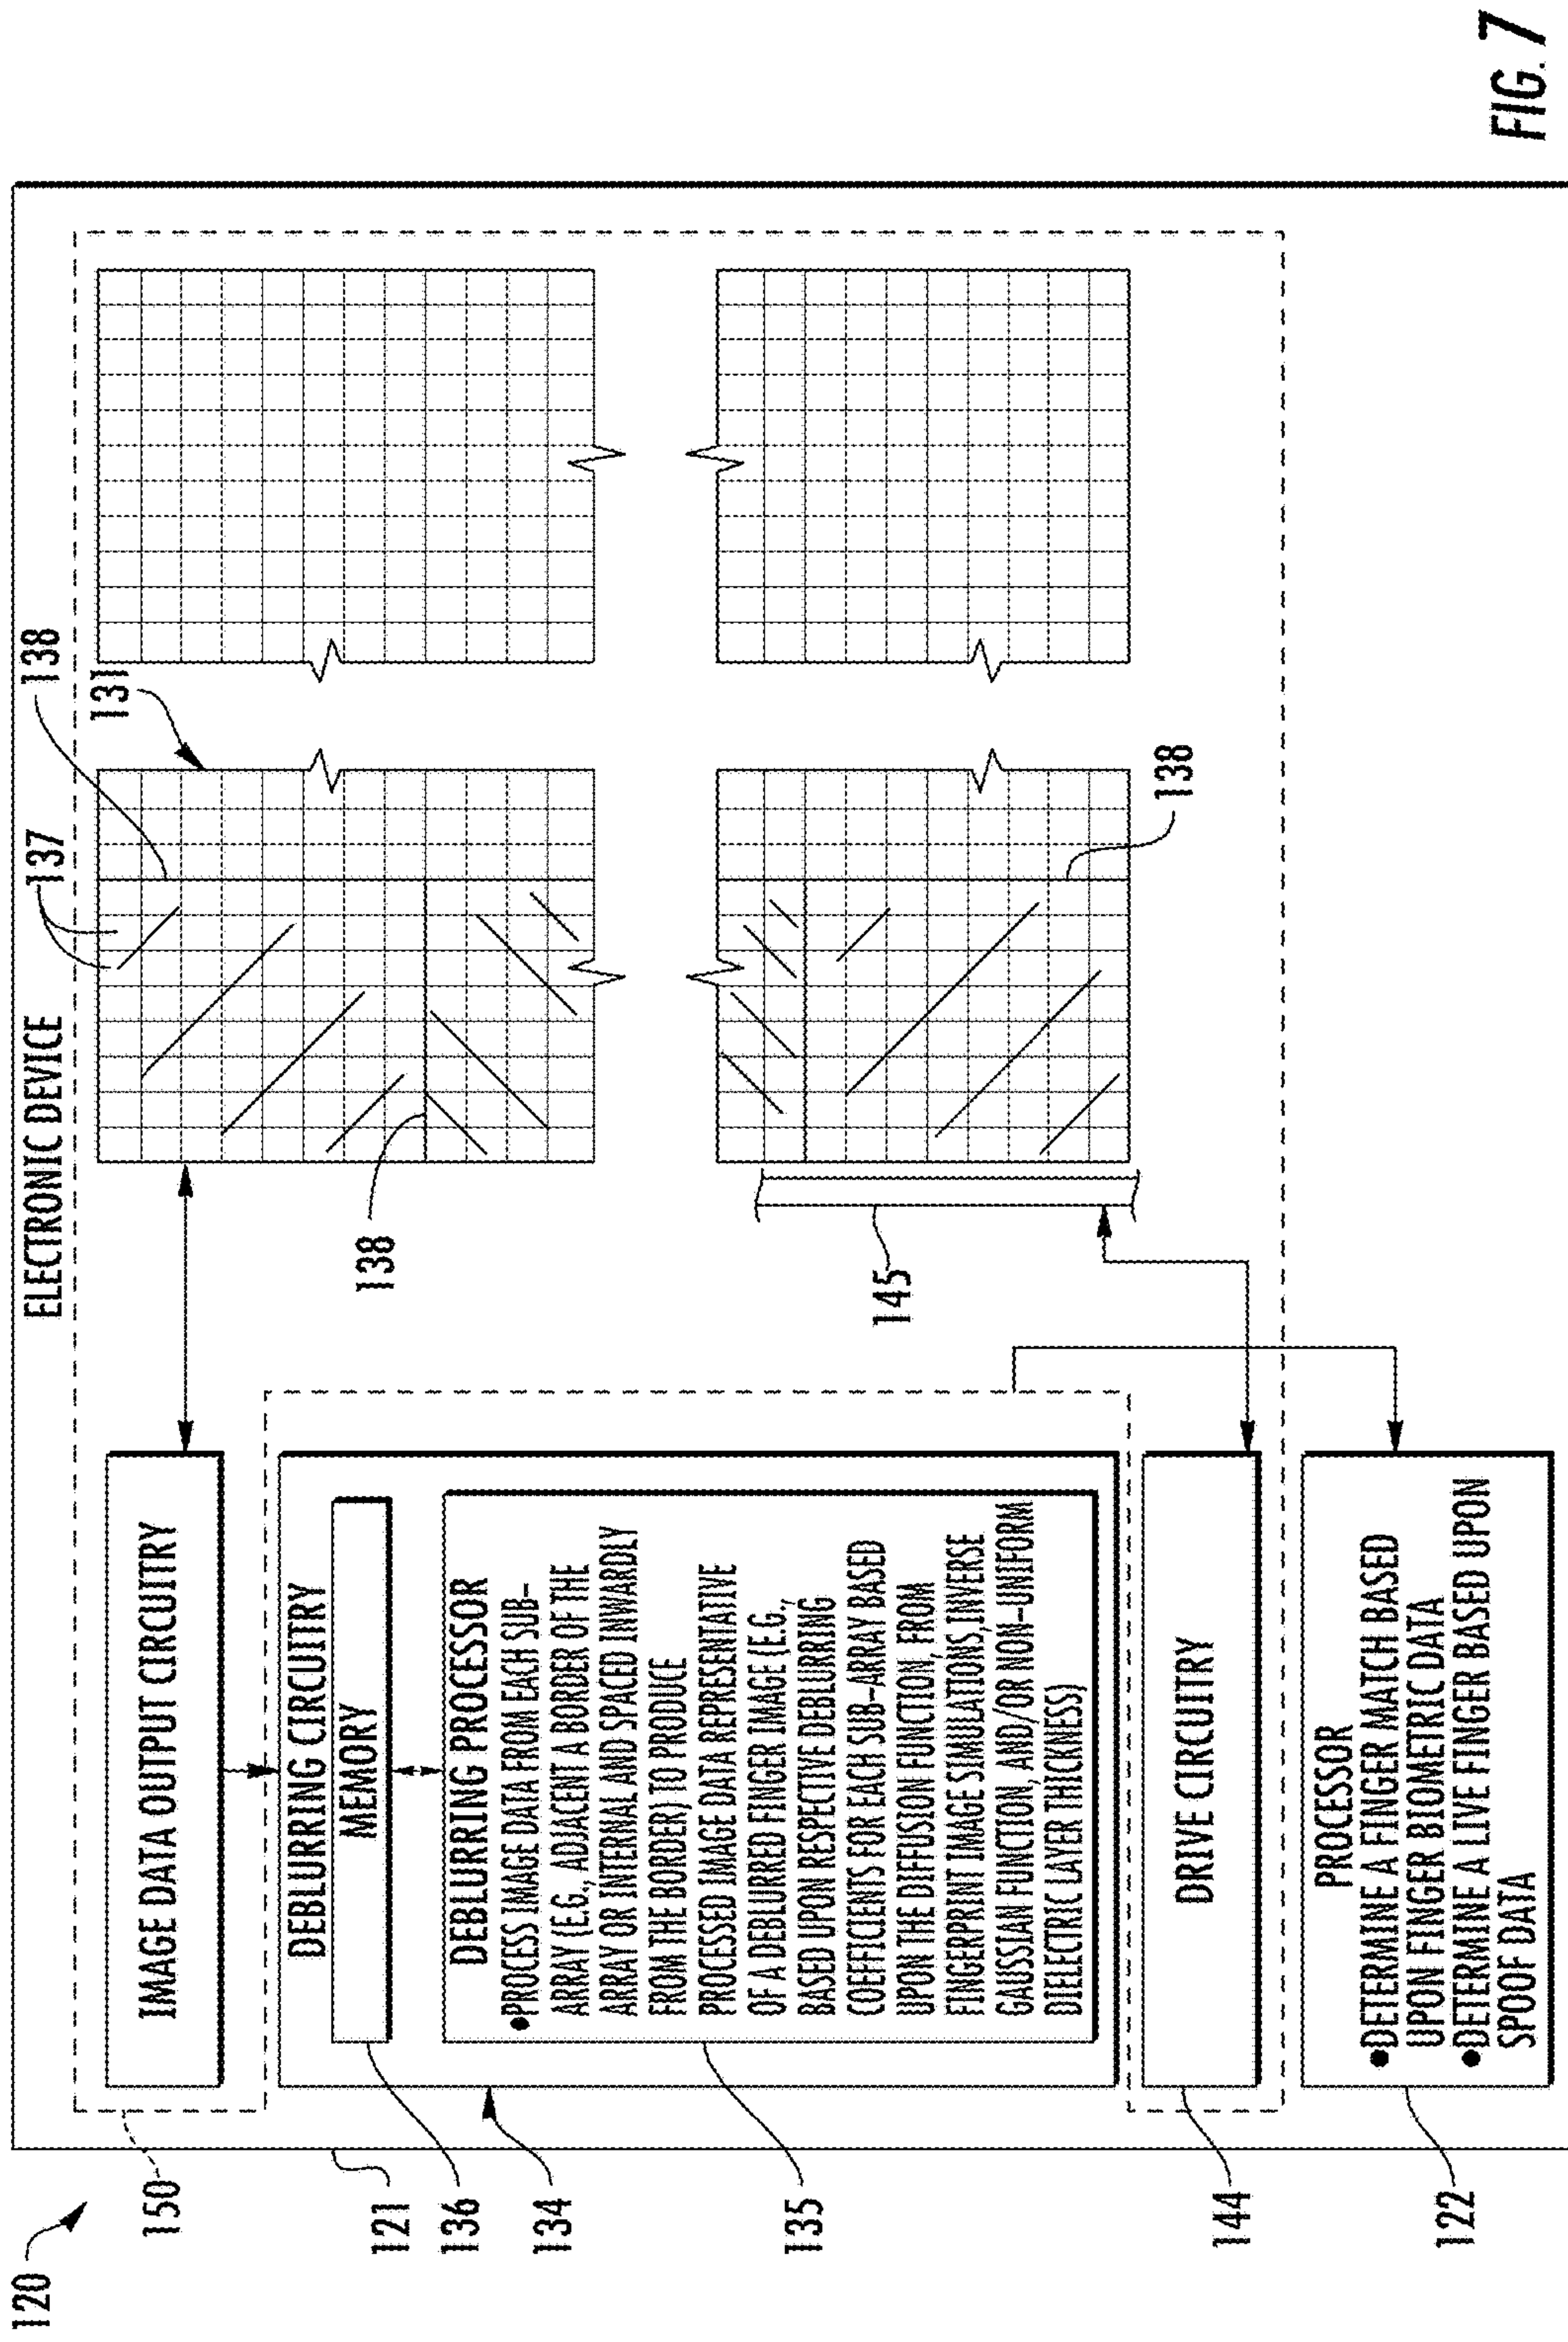 120
ELECTRONIC DEVICE
150
IMAGE DATA OUTPUT CIRCUITRY
137
138
131
121
136
134
DEBLURRING CIRCUITRY
MEMORY
138
135
DEBLURRING PROCESSOR
●PROCESS IMAGE DATA FROM EACH SUB-
ARRAY (E.G., ADJACENT A BORDER OF THE
ARRAY OR INTERNAL AND SPACED INWARDLY
FROM THE BORDER) TO PRODUCE
PROCESSED IMAGE DATA REPRESENTATIVE
OF A DEBLURRED FINGER IMAGE (E.G.,
BASED UPON RESPECTIVE DEBLURRING
COEFICIENTS FOR EACH SUB-ARRAY BASED
UPON THE DIFFUSION FUNCTION, FROM
FINGERPRINT IMAGE SIMULATIONS,INVERSE
GAUSSIAN FUNCTION, AND/OR NON-UNIFORM
DIELECTRIC LAYER THICKNESS)
145
138
144
DRIVE CIRCUITRY
122
PROCESSOR
●DETERMINE A FINGER MATCH BASED
UPON FINGER BIOMETRIC DATA
●DETERMINE A LIVE FINGER BASED UPON
SPOOF DATA
FIG. 7